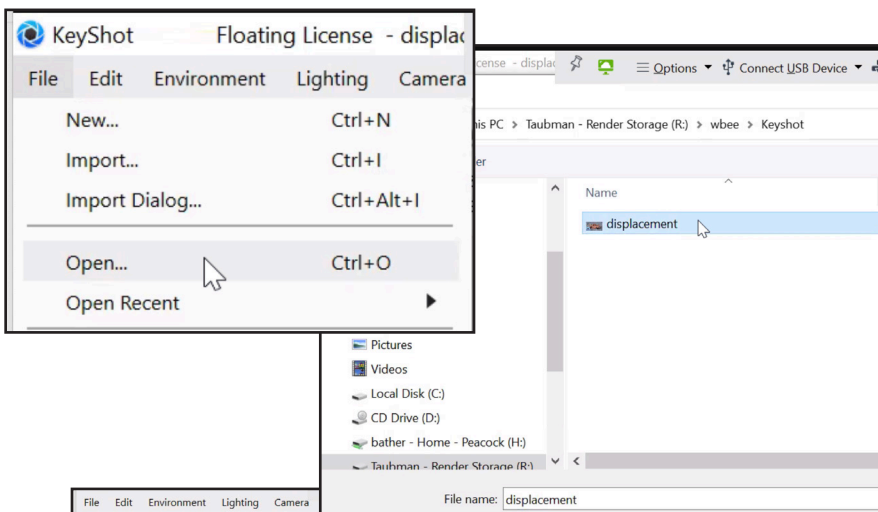 KeyShot Floating License - displac
File Edit Environment Lighting Camera
New... Ctrl+N
Import... Ctrl+I
Import Dialog... Ctrl+Alt+I
Open... Ctrl+O
Open Recent
cense - displac
Options Connect USB Device
his PC > Taubman - Render Storage (R:) > wbee > Keyshot
er
Name
displacement
Pictures
Videos
Local Disk (C:)
CD Drive (D:)
bather - Home - Peacock (H:)
Taubman - Render Storage (R:)
File name: displacement
File Edit Environment Lighting Camera